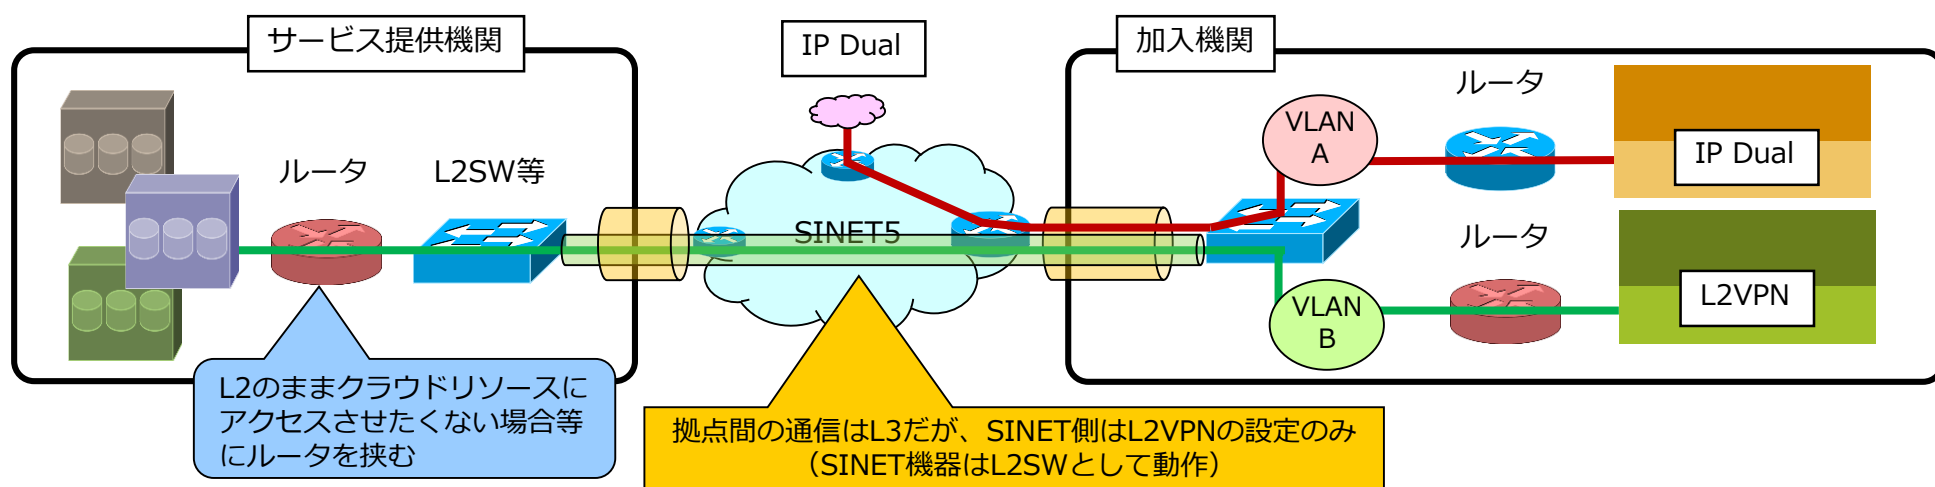 サービス提供機関
IP Dual
加入機関
ルータ
L2SW等
SINET5
VLAN
A
ルータ
IP Dual
VLAN
B
ルータ
L2VPN
L2のままクラウドリソースに
アクセスさせたくない場合等
にルータを挟む
拠点間の通信はL3だが、SINET側はL2VPNの設定のみ
（SINET機器はL2SWとして動作）